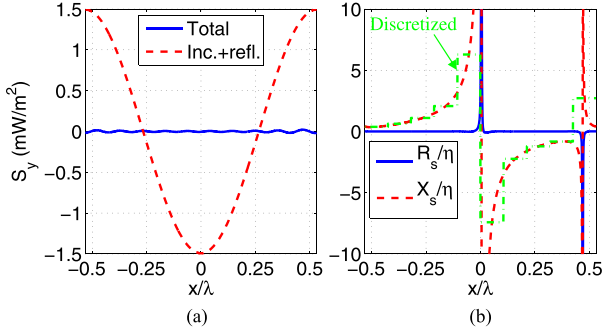 Total
Inc.+refl.
S_y (mW/m²)
1.5
1
0.5
0
−0.5
−1
−1.5
-0.5 -0.25 0 0.25 0.5
x/λ
(a)
Discretized
10
5
0
−5
−10
R_s/η
X_s/η
-0.5 -0.25 0 0.25 0.5
x/λ
(b)